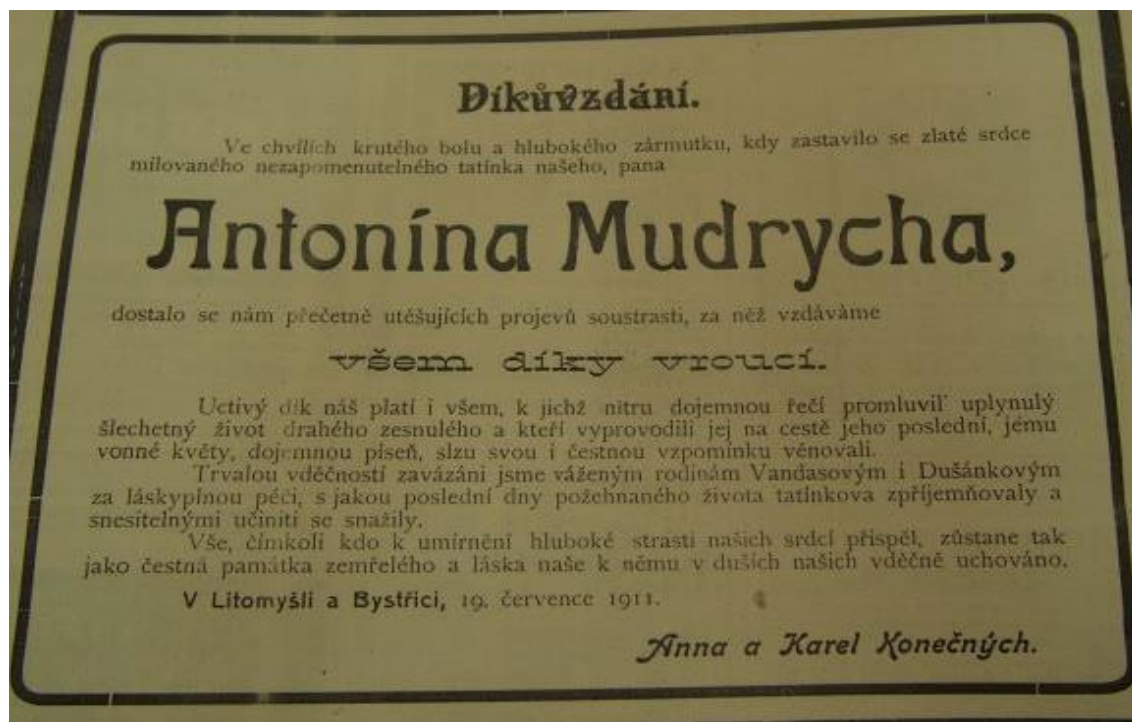 Díkůvzdání.
Ve chvílích krutého bolu a hlubokého zármutku, kdy zastavilo se zlaté srdce
milovaného nezapomenutelného tatínka našeho, pana
Antonína Mudrycha,
dostalo se nám přečetně utěšujících projevů soustrasti, za něž vzdáváme
všem díky vroucí.
Uctivý dík náš platí i všem, k jichž nitru dojemnou řečí promluvil uplynulý
šlechetný život drahého zesnulého a kteří vyprovodili jej na cestě jeho poslední, jemu
vonné květy, dojemnou píseň, slzu svou i čestnou vzpomínku věnovali.
Trvalou vděčností zavázáni jsme váženým rodinám Vandasovým i Dušánkovým
za láskyplnou péči, s jakou poslední dny požehnaného života tatínkova zpříjemňovaly a
snesitelnými učiniti se snažily.
Vše, čímkoli kdo k umírnění hluboké strasti našich srdcí přispěl, zůstane tak
jako čestná památka zemřelého a láska naše k němu v duších našich vděčně uchováno.
V Litomyšli a Bystřici, 19. července 1911.
Anna a Karel Konečných.